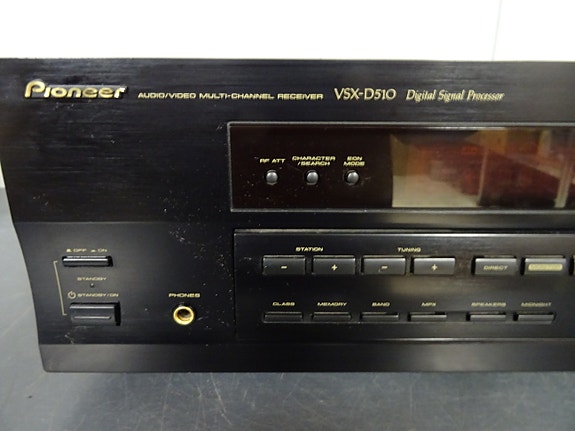 Pioneer AUDIO/VIDEO MULTI-CHANNEL RECEIVER VSX-D510 Digital Signal Processor
RF ATT CHARACTER /SEARCH EON MODE
STATION TUNING
− + − + DIRECT
OFF ON
STANDBY
STANDBY/ON
PHONES
CLASS MEMORY BAND MPX SPEAKERS MIDNIGHT